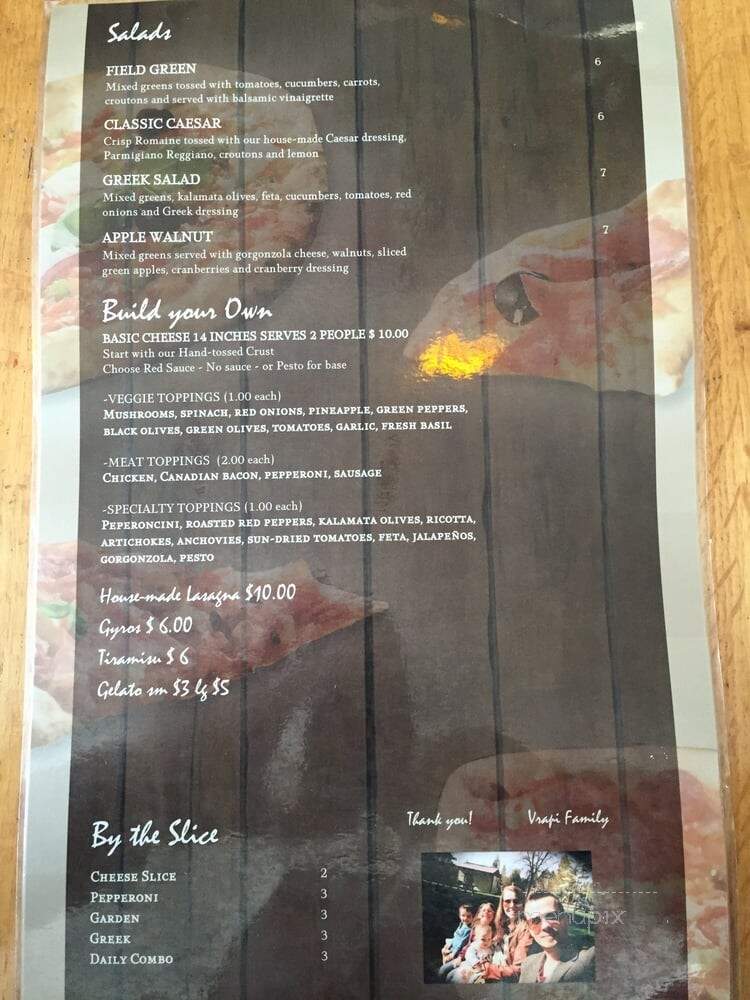 Salads
FIELD GREEN 6
Mixed greens tossed with tomatoes, cucumbers, carrots,
croutons and served with balsamic vinaigrette
CLASSIC CAESAR 6
Crisp Romaine tossed with our house-made Caesar dressing,
Parmigiano Reggiano, croutons and lemon
GREEK SALAD 7
Mixed greens, kalamata olives, feta, cucumbers, tomatoes, red
onions and Greek dressing
APPLE WALNUT 7
Mixed greens served with gorgonzola cheese, walnuts, sliced
green apples, cranberries and cranberry dressing
Build your Own
BASIC CHEESE 14 INCHES SERVES 2 PEOPLE $ 10.00
Start with our Hand-tossed Crust
Choose Red Sauce - No sauce - or Pesto for base
-VEGGIE TOPPINGS (1.00 each)
MUSHROOMS, SPINACH, RED ONIONS, PINEAPPLE, GREEN PEPPERS,
BLACK OLIVES, GREEN OLIVES, TOMATOES, GARLIC, FRESH BASIL
-MEAT TOPPINGS (2.00 each)
CHICKEN, CANADIAN BACON, PEPPERONI, SAUSAGE
-SPECIALTY TOPPINGS (1.00 each)
PEPERONCINI, ROASTED RED PEPPERS, KALAMATA OLIVES, RICOTTA,
ARTICHOKES, ANCHOVIES, SUN-DRIED TOMATOES, FETA, JALAPEÑOS,
GORGONZOLA, PESTO
House-made Lasagna $10.00
Gyros $ 6.00
Tiramisu $ 6
Gelato sm $3 lg $5
By the Slice
CHEESE SLICE 2
PEPPERONI 3
GARDEN 3
GREEK 3
DAILY COMBO 3
Thank you! Vrapi Family
menupix